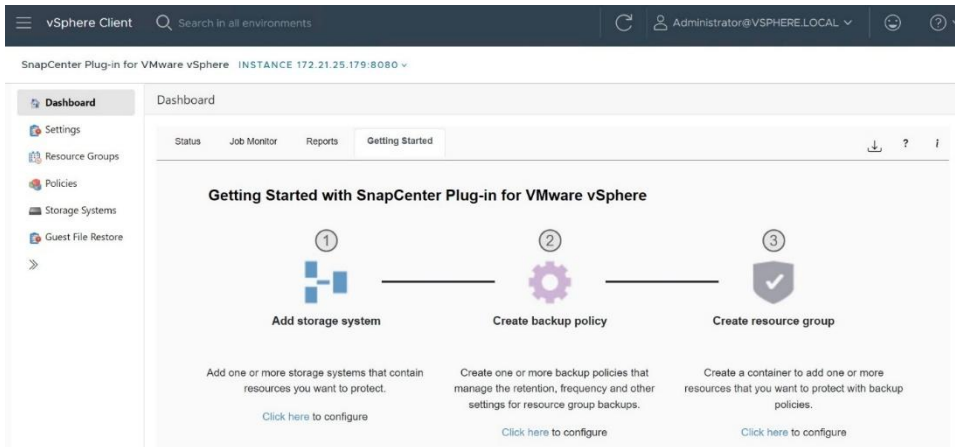 vSphere Client
Search in all environments
Administrator@VSPHERE.LOCAL
SnapCenter Plug-in for VMware vSphere INSTANCE 172.21.25.179:8080
Dashboard
Settings
Resource Groups
Policies
Storage Systems
Guest File Restore
Dashboard
Status Job Monitor Reports Getting Started
? i
Getting Started with SnapCenter Plug-in for VMware vSphere
1
Add storage system
Add one or more storage systems that contain
resources you want to protect.
Click here to configure
2
Create backup policy
Create one or more backup policies that
manage the retention, frequency and other
settings for resource group backups.
Click here to configure
3
Create resource group
Create a container to add one or more
resources that you want to protect with backup
policies.
Click here to configure